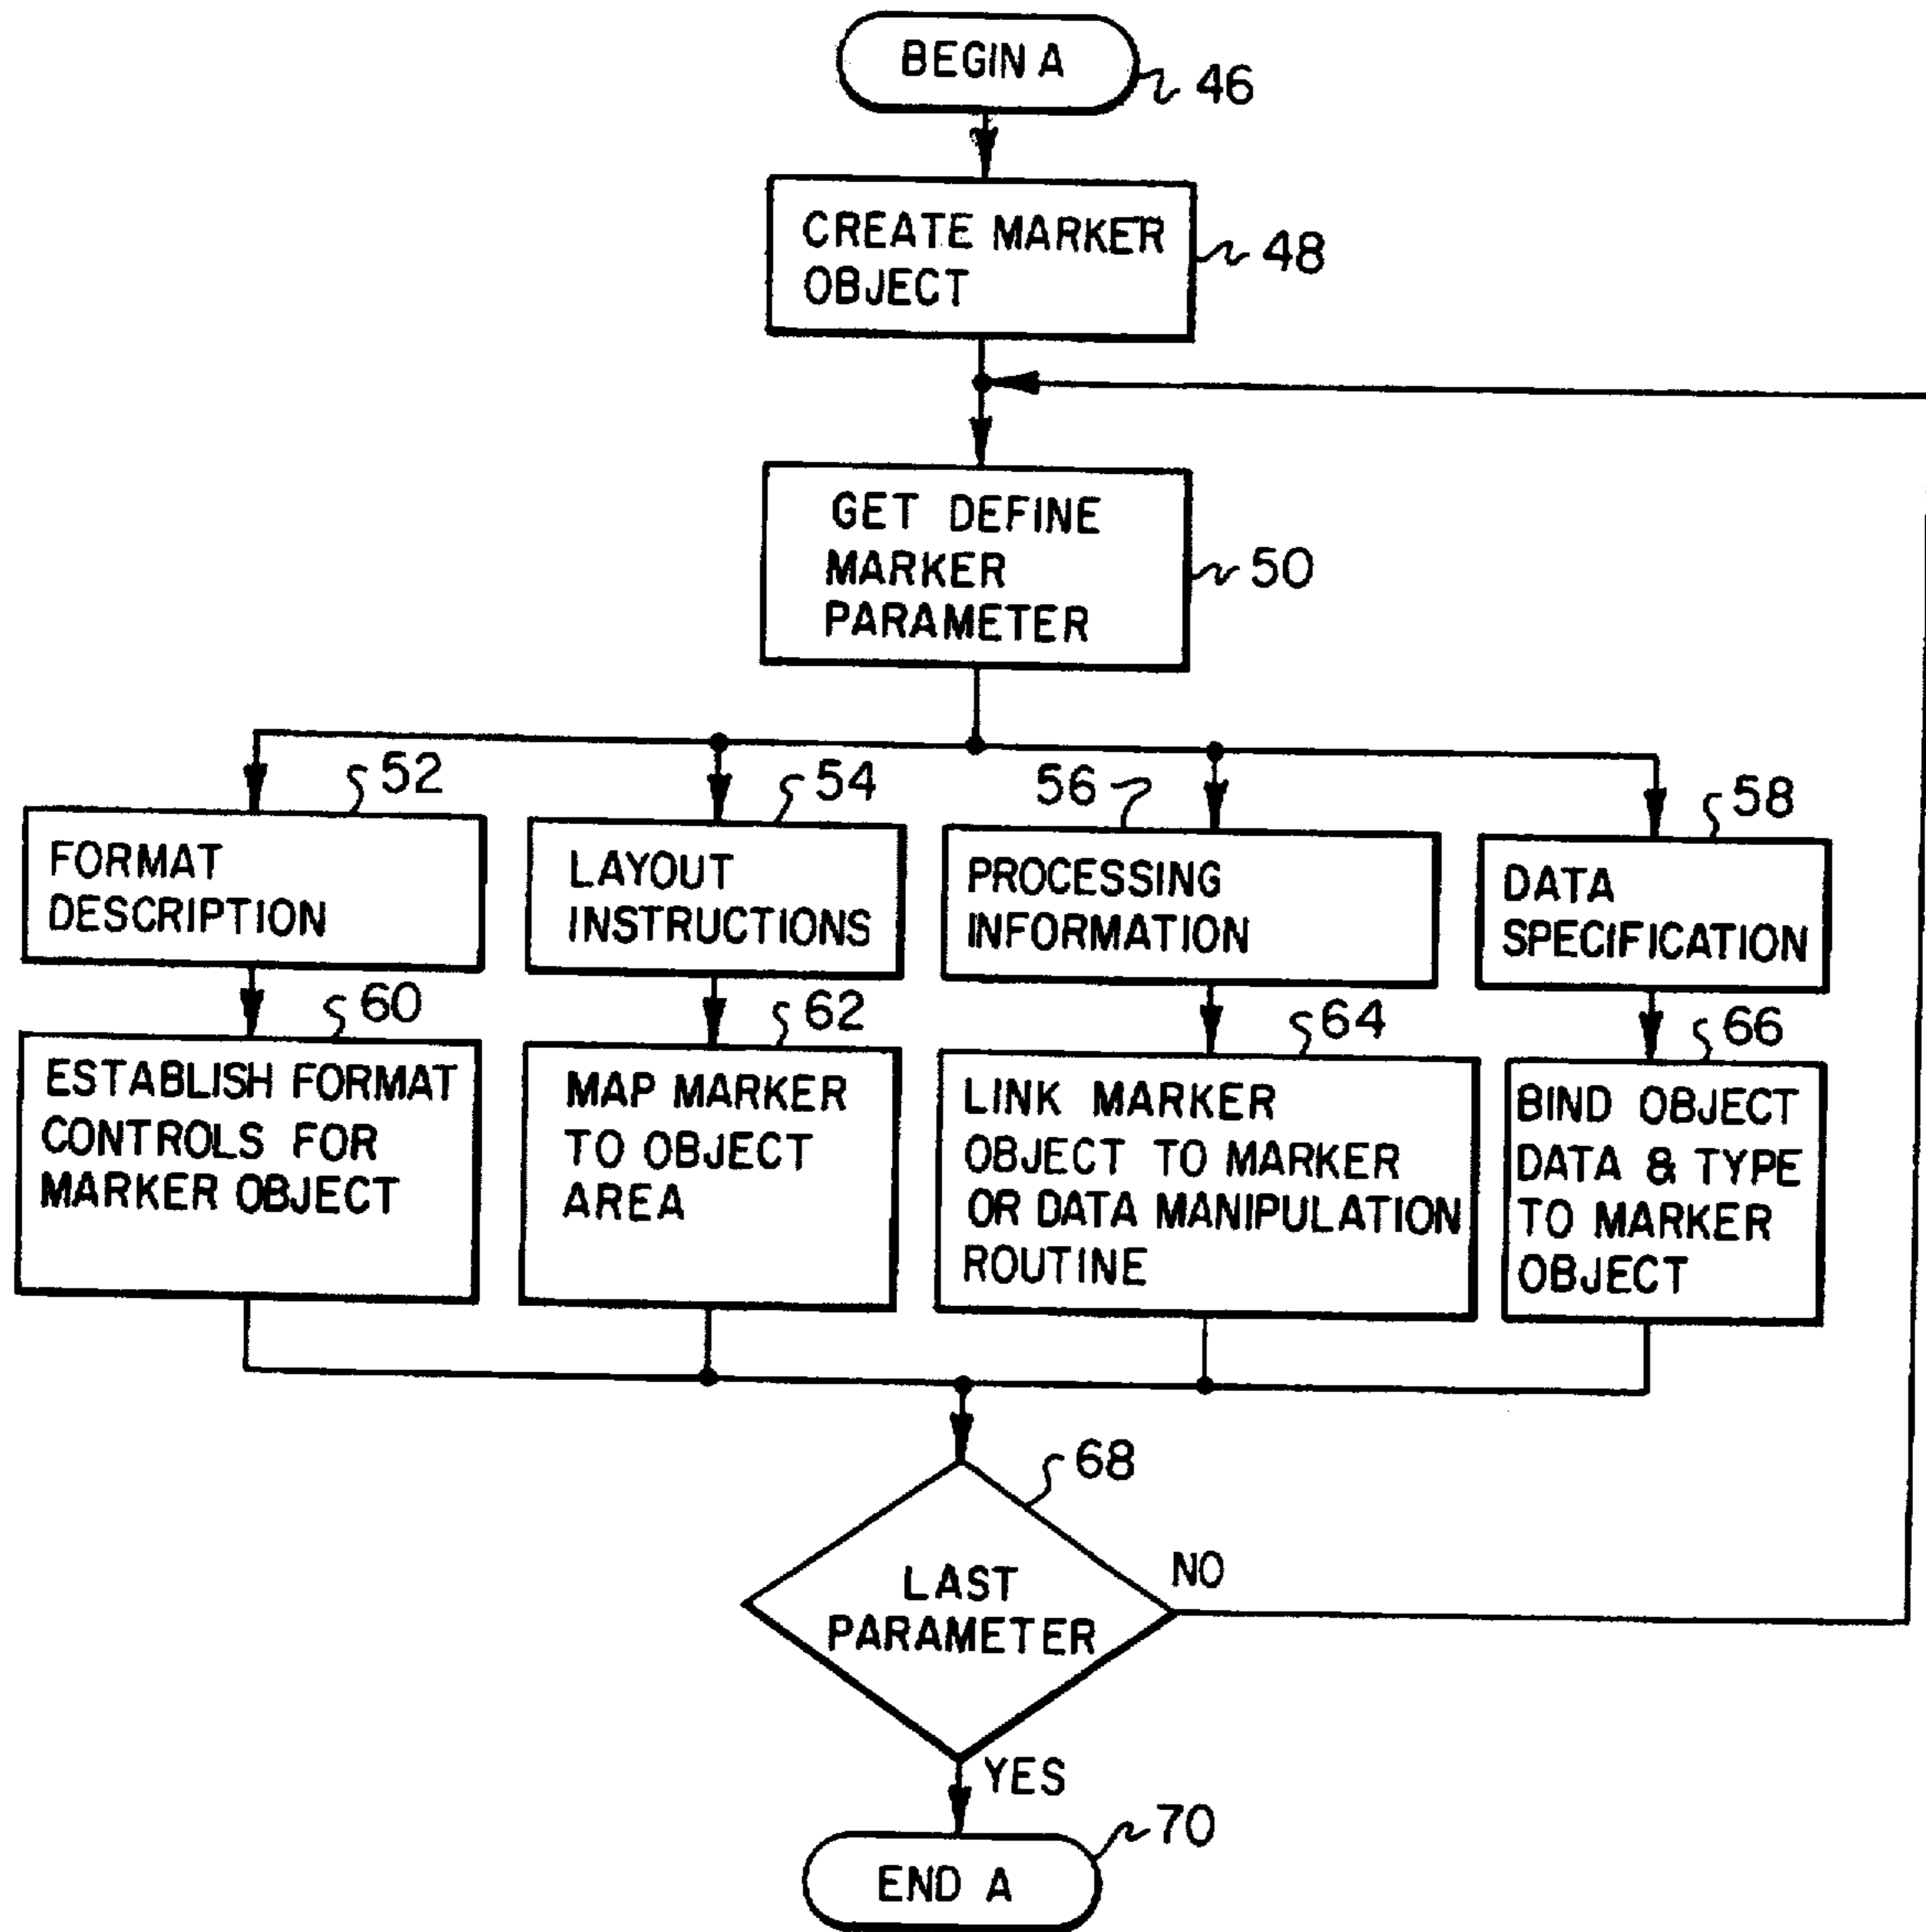 BEGIN A
46
CREATE MARKER
OBJECT
48
GET DEFINE
MARKER
PARAMETER
50
52
54
56
58
FORMAT
DESCRIPTION
LAYOUT
INSTRUCTIONS
PROCESSING
INFORMATION
DATA
SPECIFICATION
60
62
64
66
ESTABLISH FORMAT
CONTROLS FOR
MARKER OBJECT
MAP MARKER
TO OBJECT
AREA
LINK MARKER
OBJECT TO MARKER
OR DATA MANIPULATION
ROUTINE
BIND OBJECT
DATA & TYPE
TO MARKER
OBJECT
68
LAST
PARAMETER
NO
YES
70
END A